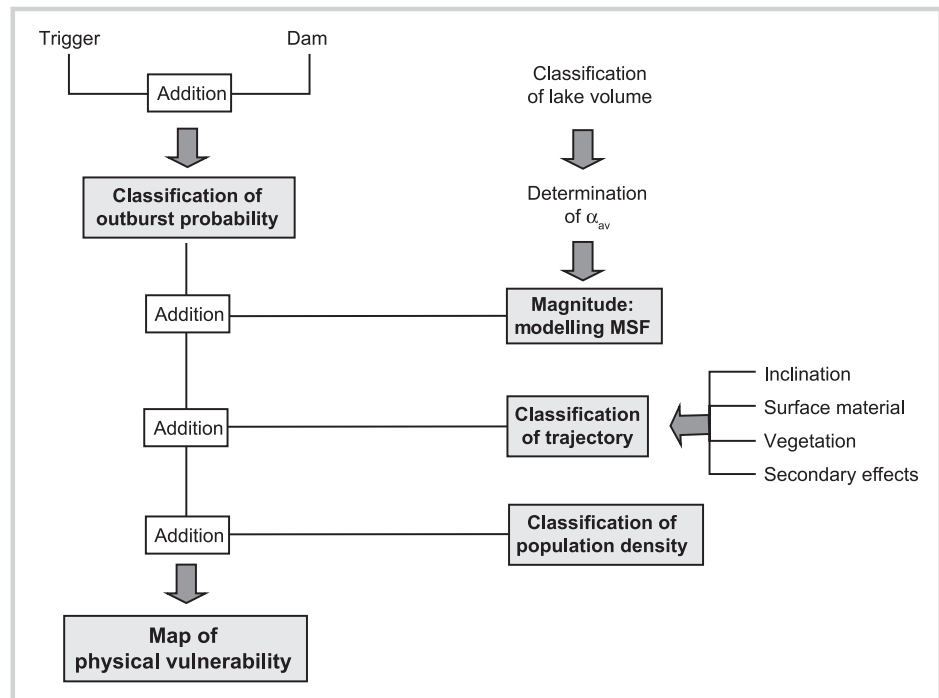 Trigger
Dam
Addition
Classification
of lake volume
Classification of
outburst probability
Determination
of αav
Addition
Magnitude:
modelling MSF
Inclination
Surface material
Vegetation
Secondary effects
Addition
Classification
of trajectory
Addition
Classification of
population density
Map of
physical vulnerability